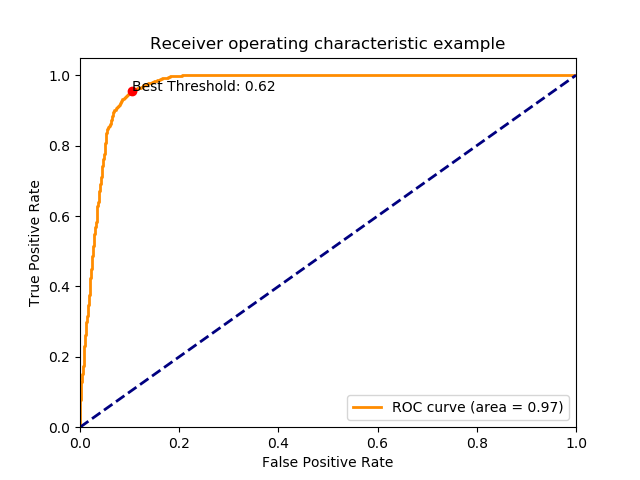 Receiver operating characteristic example
1.0
0.8
0.6
0.4
0.2
0.0
True Positive Rate
Best Threshold: 0.62
ROC curve (area = 0.97)
0.0 0.2 0.4 0.6 0.8 1.0
False Positive Rate